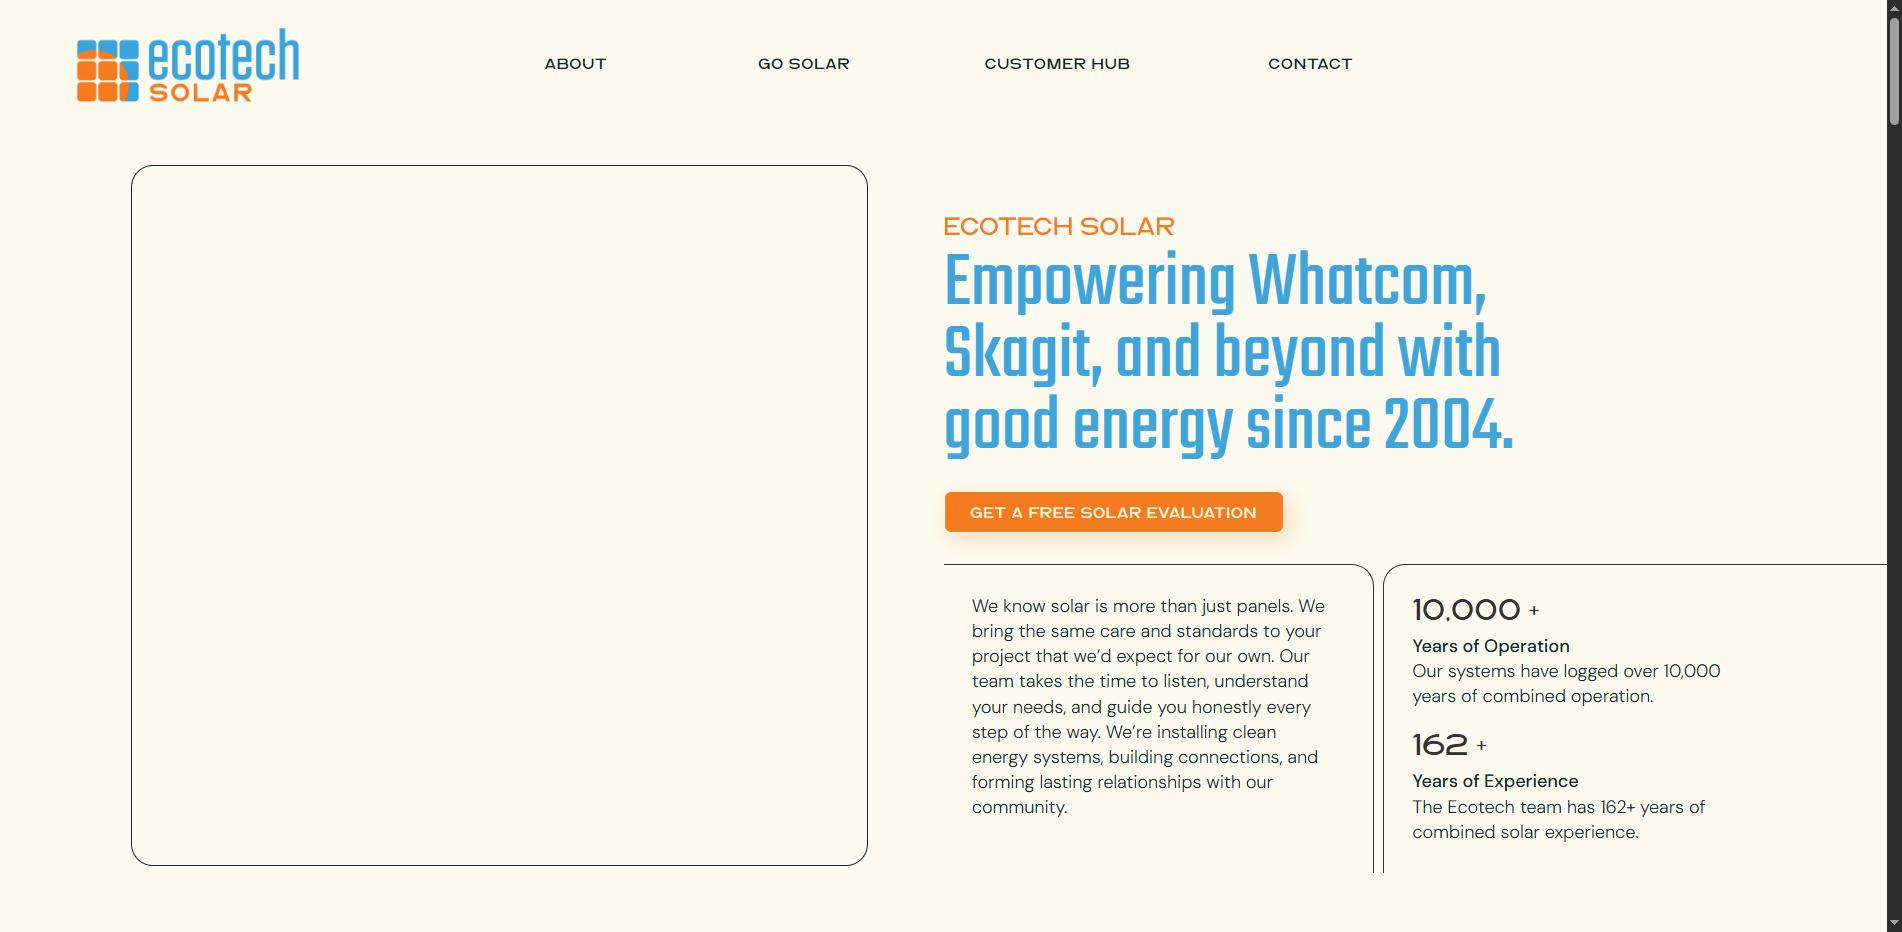 ecotech
SOLAR
ABOUT
GO SOLAR
CUSTOMER HUB
CONTACT
ECOTECH SOLAR
Empowering Whatcom,
Skagit, and beyond with
good energy since 2004.
GET A FREE SOLAR EVALUATION
We know solar is more than just panels. We
bring the same care and standards to your
project that we’d expect for our own. Our
team takes the time to listen, understand
your needs, and guide you honestly every
step of the way. We’re installing clean
energy systems, building connections, and
forming lasting relationships with our
community.
10,000 +
Years of Operation
Our systems have logged over 10,000
years of combined operation.
162 +
Years of Experience
The Ecotech team has 162+ years of
combined solar experience.